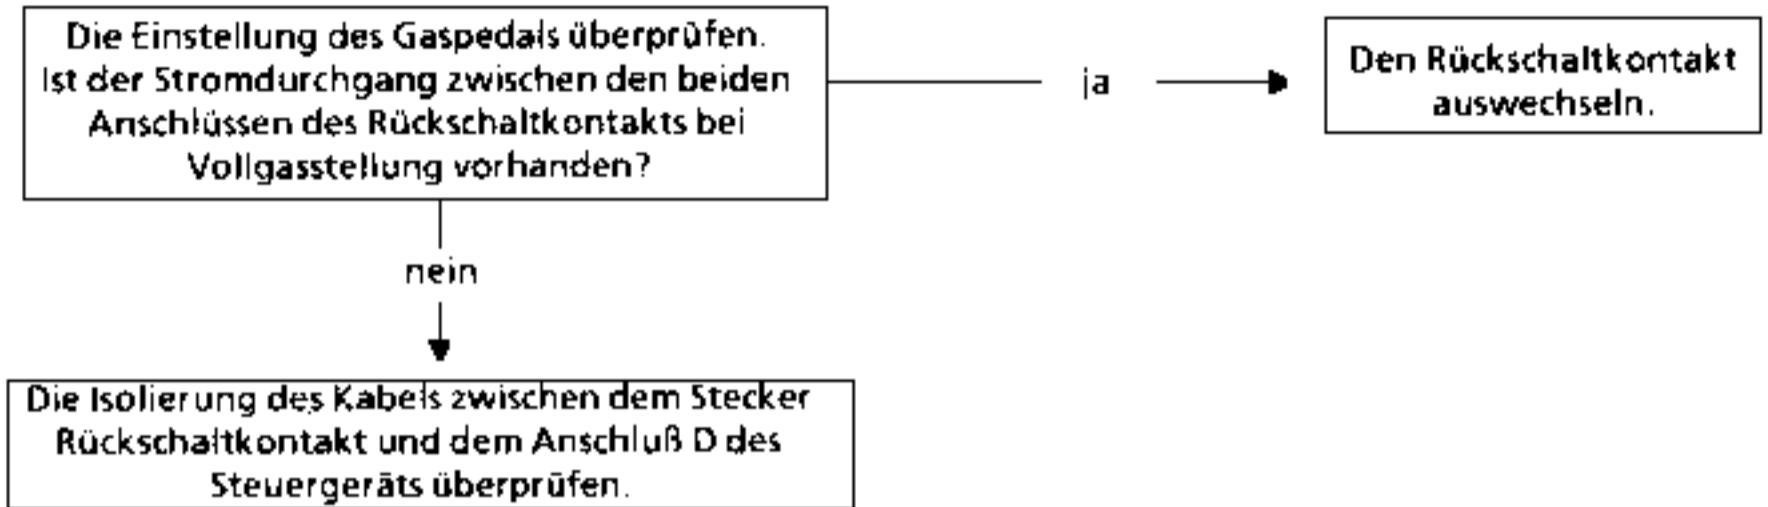 Die Einstellung des Gaspedals überprüfen.
Ist der Stromdurchgang zwischen den beiden
Anschlüssen des Rückschaltkontakts bei
Vollgasstellung vorhanden?
ja
Den Rückschaltkontakt
auswechseln.
nein
Die Isolierung des Kabels zwischen dem Stecker
Rückschaltkontakt und dem Anschluß D des
Steuergeräts überprüfen.